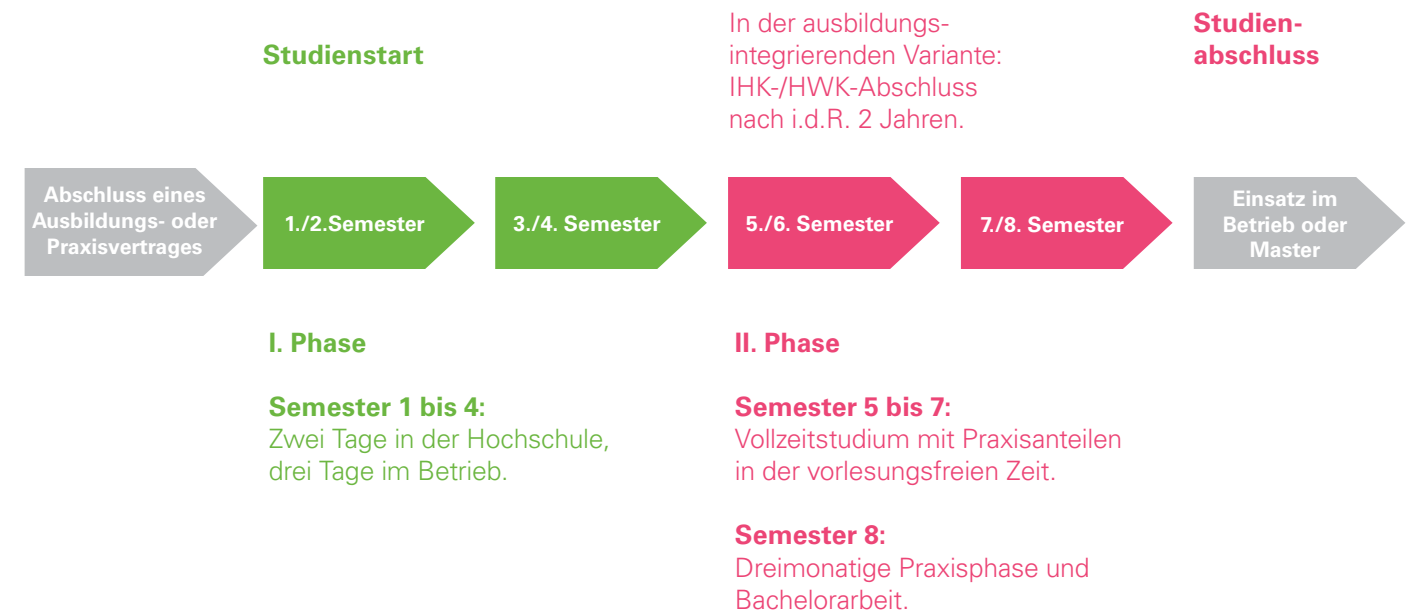 Studienstart
In der ausbildungs-
integrierenden Variante:
IHK-/HWK-Abschluss
nach i.d.R. 2 Jahren.
Studien-
abschluss
Abschluss eines
Ausbildungs- oder
Praxisvertrages
1./2.Semester
3./4. Semester
5./6. Semester
7./8. Semester
Einsatz im
Betrieb oder
Master
I. Phase
Semester 1 bis 4:
Zwei Tage in der Hochschule,
drei Tage im Betrieb.
II. Phase
Semester 5 bis 7:
Vollzeitstudium mit Praxisanteilen
in der vorlesungsfreien Zeit.
Semester 8:
Dreimonatige Praxisphase und
Bachelorarbeit.